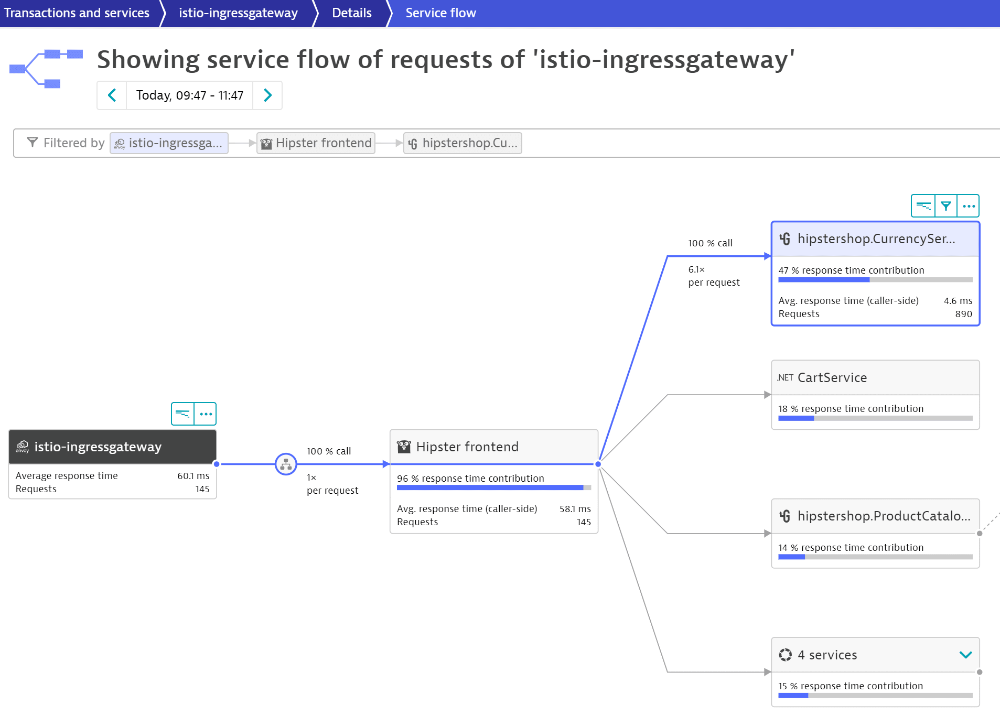 Transactions and services
istio-ingressgateway
Details
Service flow
Showing service flow of requests of 'istio-ingressgateway'
Today, 09:47 - 11:47
Filtered by
envoy
istio-ingressga...
Hipster frontend
hipstershop.Cu...
100 % call
6.1×
per request
hipstershop.CurrencySer...
47 % response time contribution
Avg. response time (caller-side) 4.6 ms
Requests 890
.NET CartService
18 % response time contribution
envoy
istio-ingressgateway
Average response time 60.1 ms
Requests 145
100 % call
1×
per request
Hipster frontend
96 % response time contribution
Avg. response time (caller-side) 58.1 ms
Requests 145
hipstershop.ProductCatalo...
14 % response time contribution
4 services
15 % response time contribution